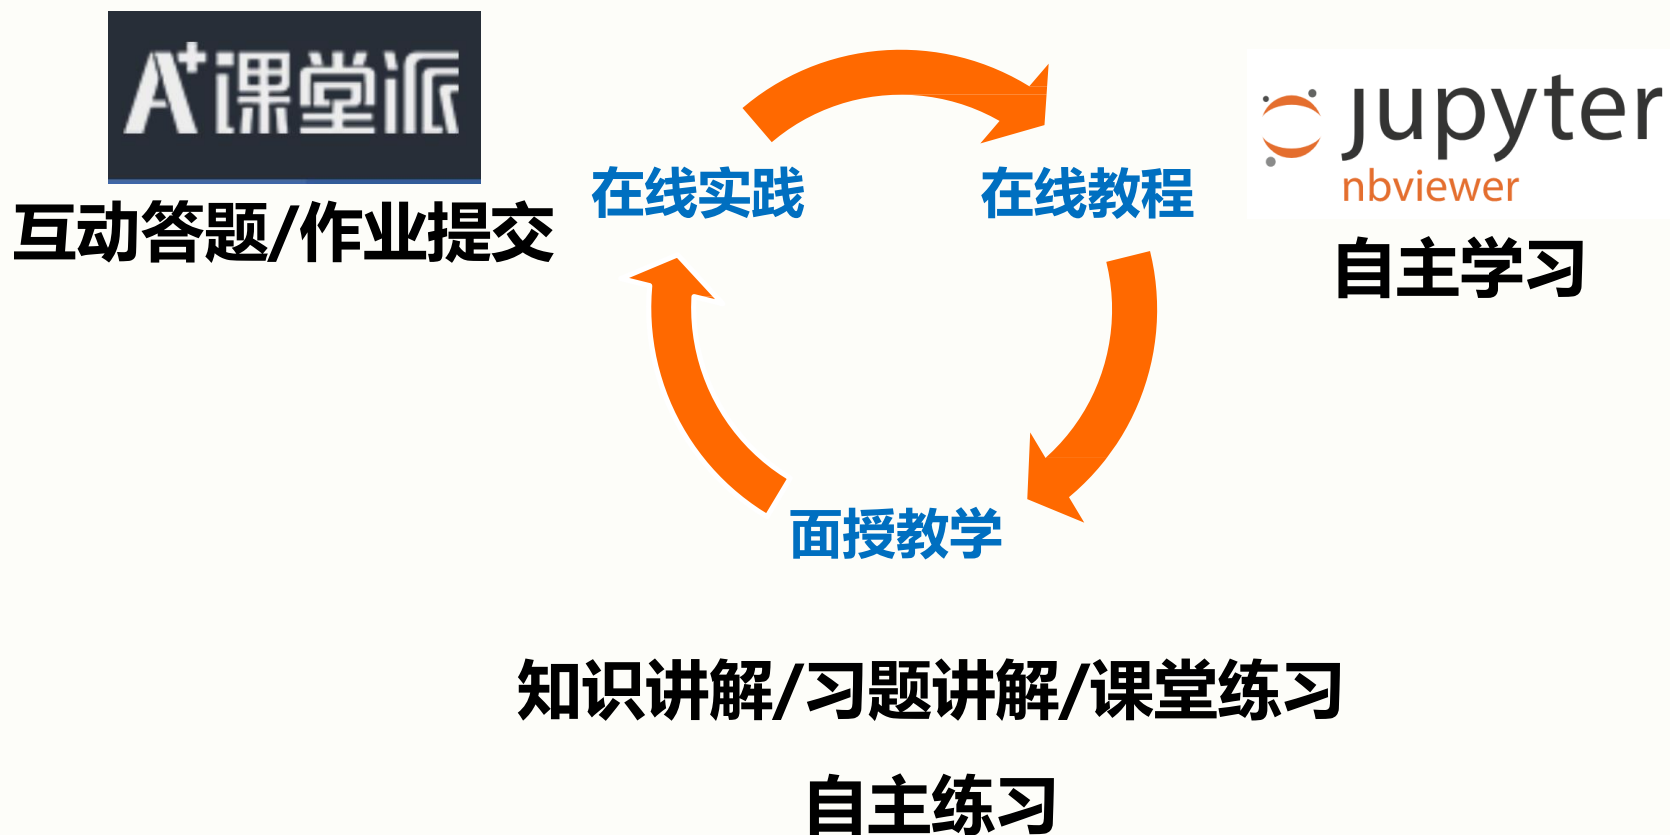 A+课堂派
互动答题/作业提交
在线实践
在线教程
jupyter
nbviewer
自主学习
面授教学
知识讲解/习题讲解/课堂练习
自主练习